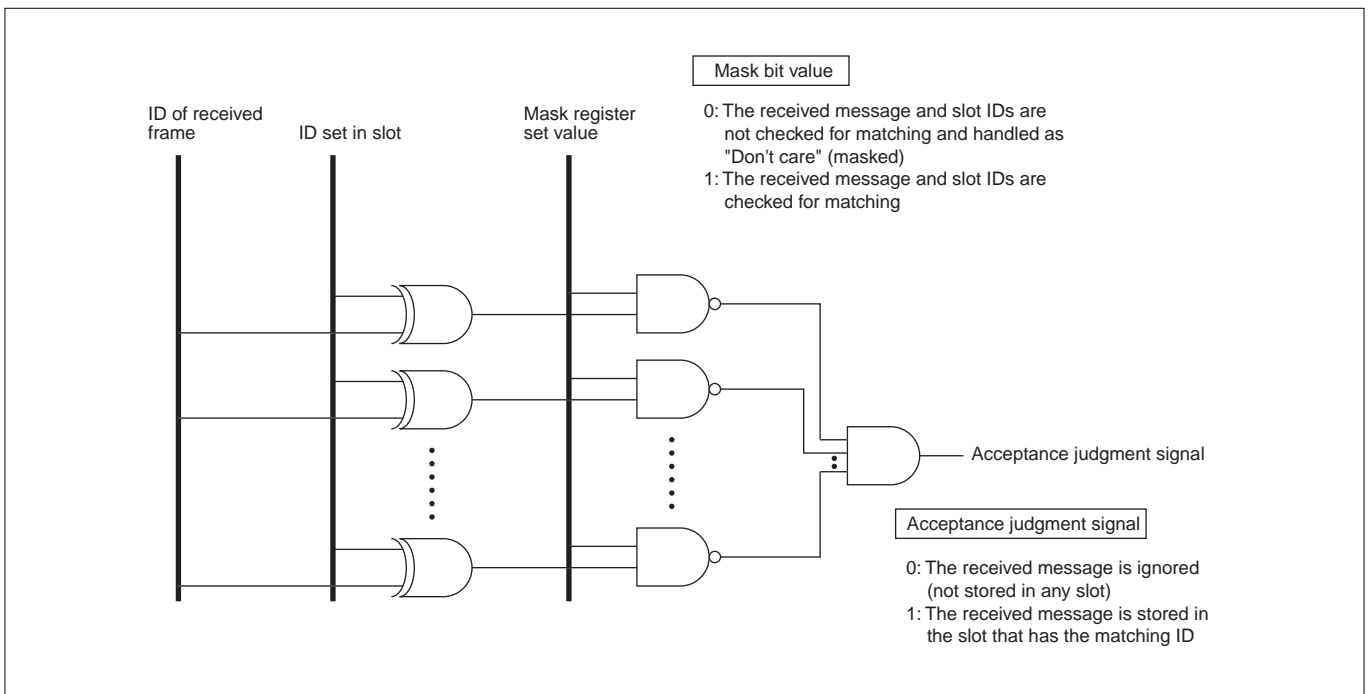 Mask bit value
ID of received
frame
ID set in slot
Mask register
set value
0: The received message and slot IDs are
not checked for matching and handled as
"Don't care" (masked)
1: The received message and slot IDs are
checked for matching
Acceptance judgment signal
Acceptance judgment signal
0: The received message is ignored
(not stored in any slot)
1: The received message is stored in
the slot that has the matching ID